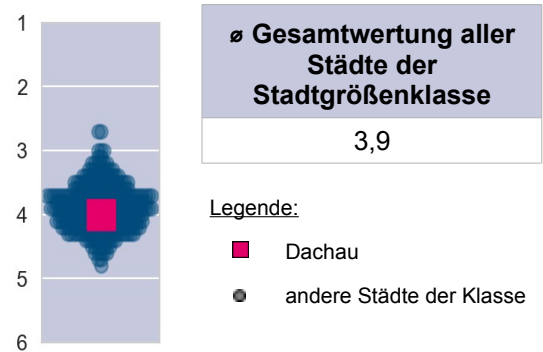 1
2
3
4
5
6
ø Gesamtwertung aller
Städte der
Stadtgrößenklasse
3,9
Legende:
Dachau
andere Städte der Klasse